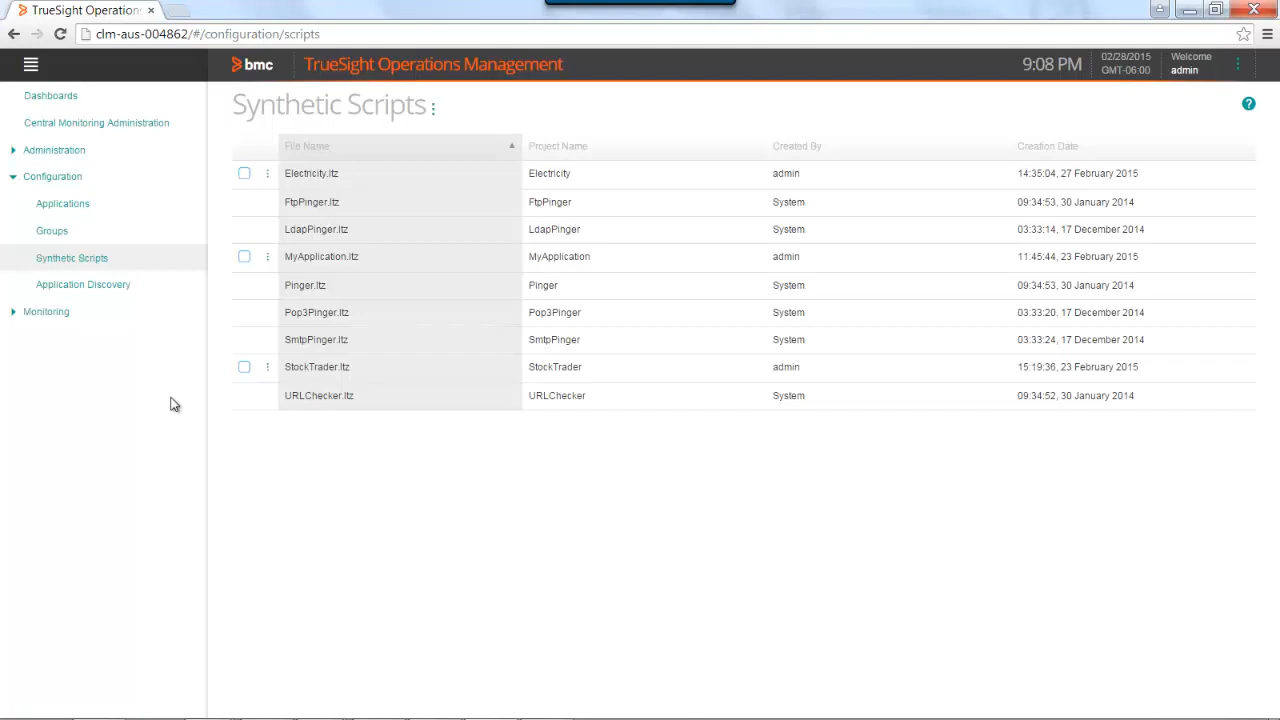 TrueSight Operation:
clm-aus-004862/#/configuration/scripts
bmc TrueSight Operations Management 9:08 PM 02/28/2015 GMT-06:00 Welcome admin
Dashboards
Central Monitoring Administration
Administration
Configuration
Applications
Groups
Synthetic Scripts
Application Discovery
Monitoring
Synthetic Scripts
File Name Project Name Created By Creation Date
Electricity.ltz Electricity admin 14:35:04, 27 February 2015
FtpPinger.ltz FtpPinger System 09:34:53, 30 January 2014
LdapPinger.ltz LdapPinger System 03:33:14, 17 December 2014
MyApplication.ltz MyApplication admin 11:45:44, 23 February 2015
Pinger.ltz Pinger System 09:34:53, 30 January 2014
Pop3Pinger.ltz Pop3Pinger System 03:33:20, 17 December 2014
SmtpPinger.ltz SmtpPinger System 03:33:24, 17 December 2014
StockTrader.ltz StockTrader admin 15:19:36, 23 February 2015
URLChecker.ltz URLChecker System 09:34:52, 30 January 2014